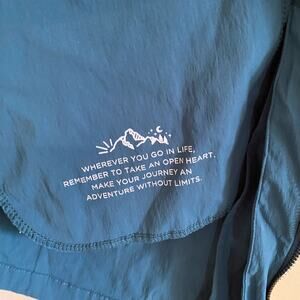 WHEREVER YOU GO IN LIFE,
REMEMBER TO TAKE AN OPEN HEART.
MAKE YOUR JOURNEY AN
ADVENTURE WITHOUT LIMITS.